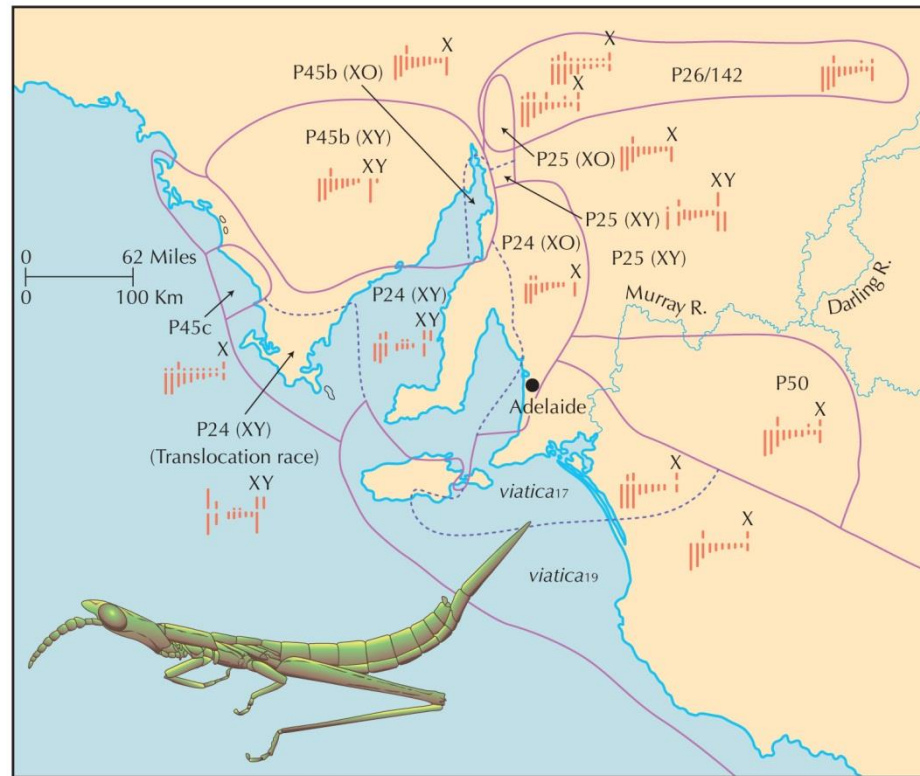 X
P45b (XO)
X
P26/142
X
P45b (XY)
XY
P25 (XO)
X
XY
P25 (XY)
P24 (XO)
P25 (XY)
0
62 Miles
0
100 Km
X
P24 (XY)
XY
Murray R.
Darling R.
P45c
X
P50
Adelaide
X
P24 (XY)
(Translocation race)
XY
viatica17
X
X
viatica19